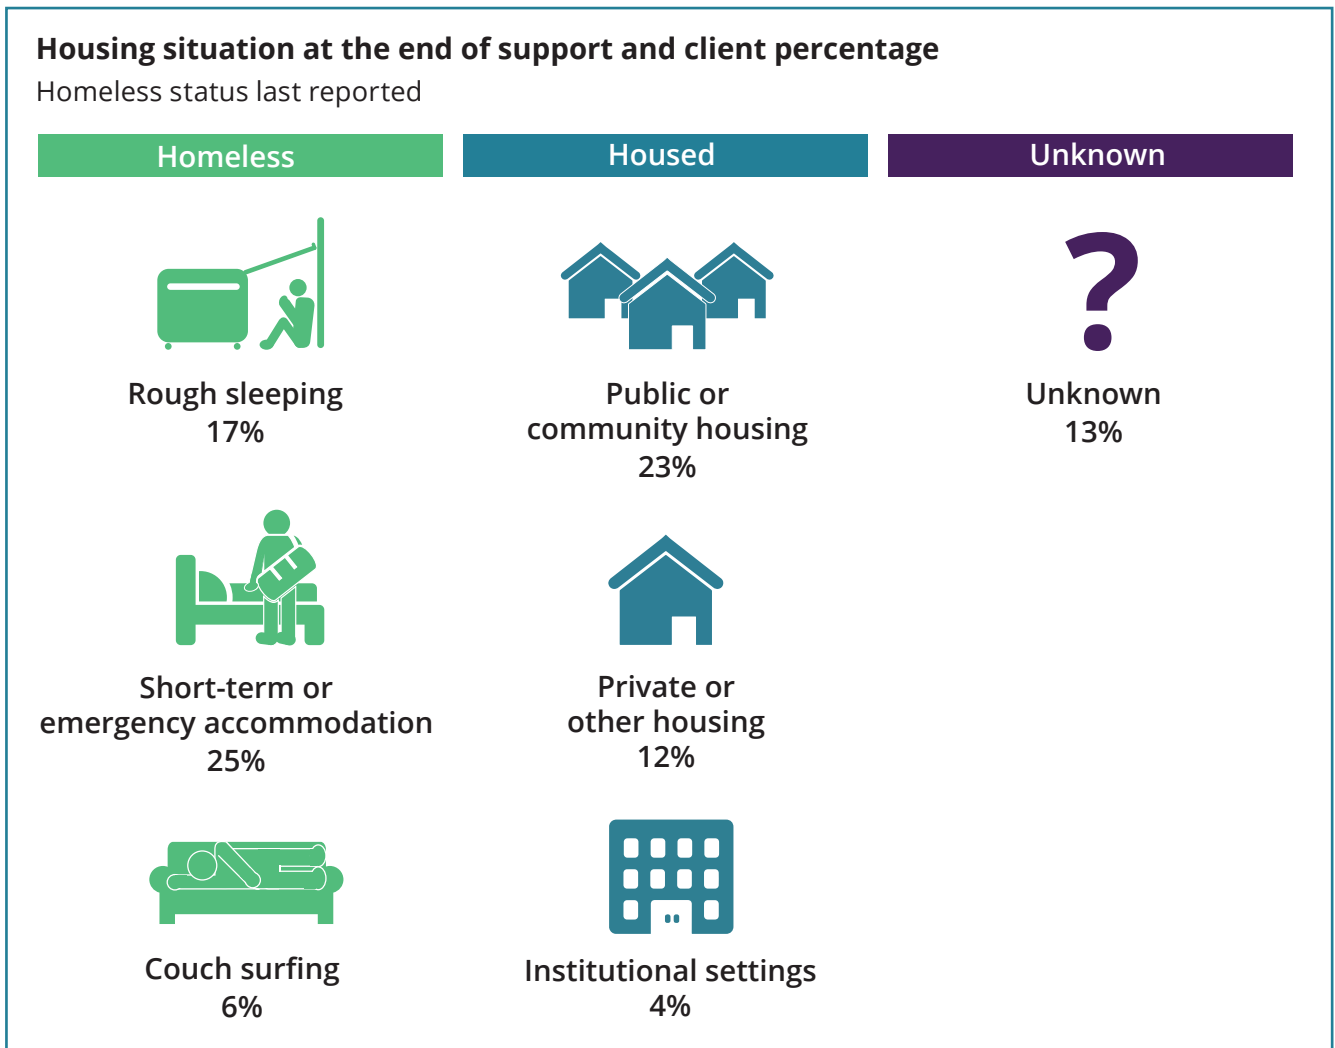 Housing situation at the end of support and client percentage
Homeless status last reported
Homeless
Housed
Unknown
Rough sleeping
17%
Public or
community housing
23%
Unknown
13%
Short-term or
emergency accommodation
25%
Private or
other housing
12%
Couch surfing
6%
Institutional settings
4%